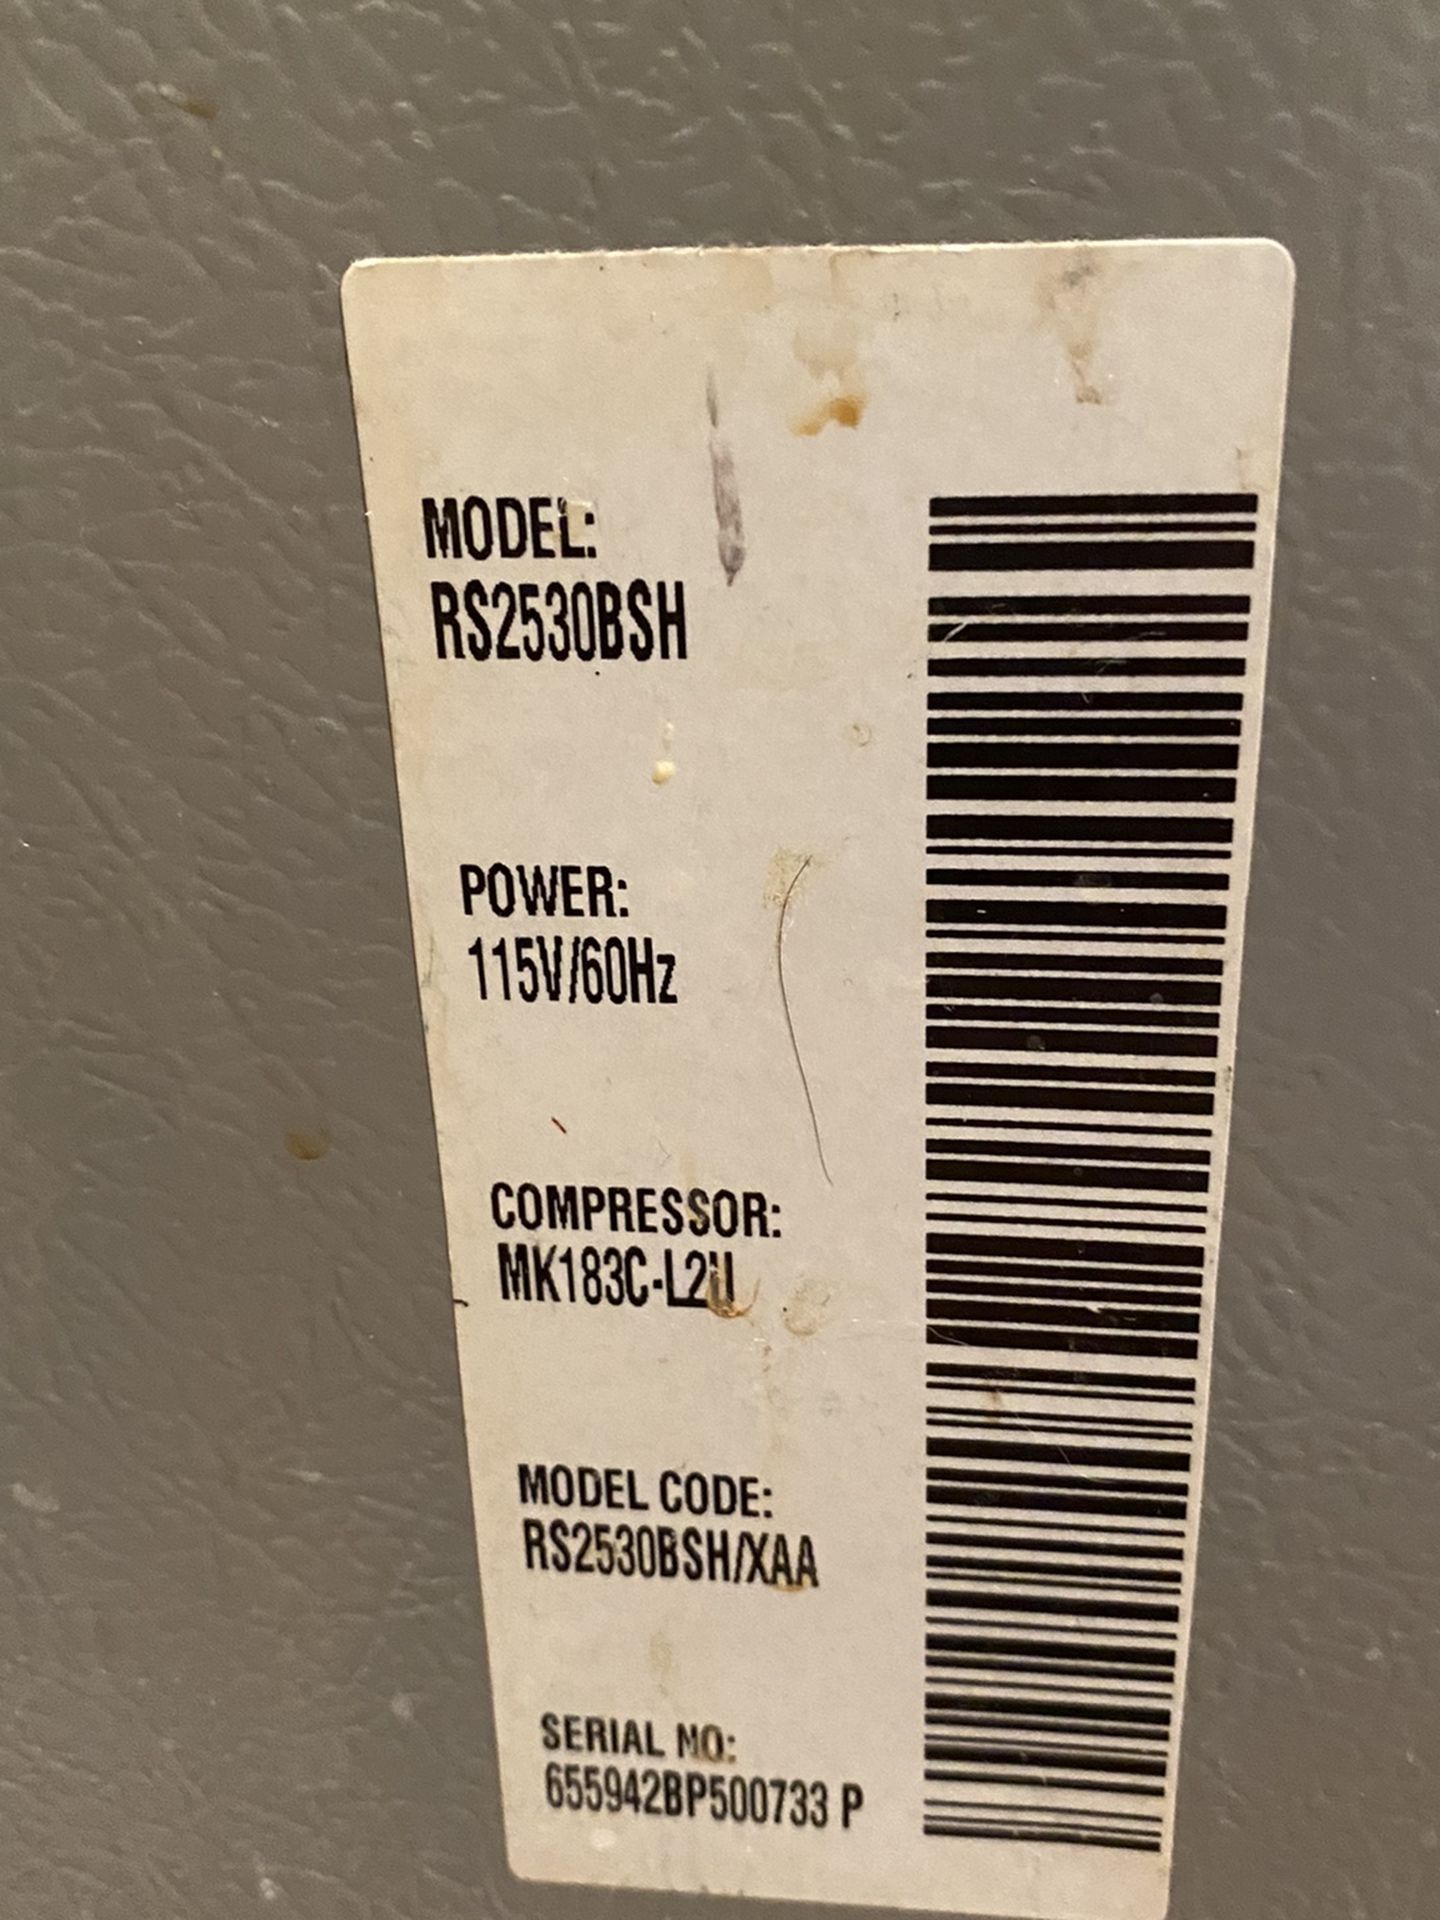 MODEL:
RS2530BSH
POWER:
115V/60Hz
COMPRESSOR:
MK183C-L2U
MODEL CODE:
RS2530BSH/XAA
SERIAL NO:
655942BP500733 P